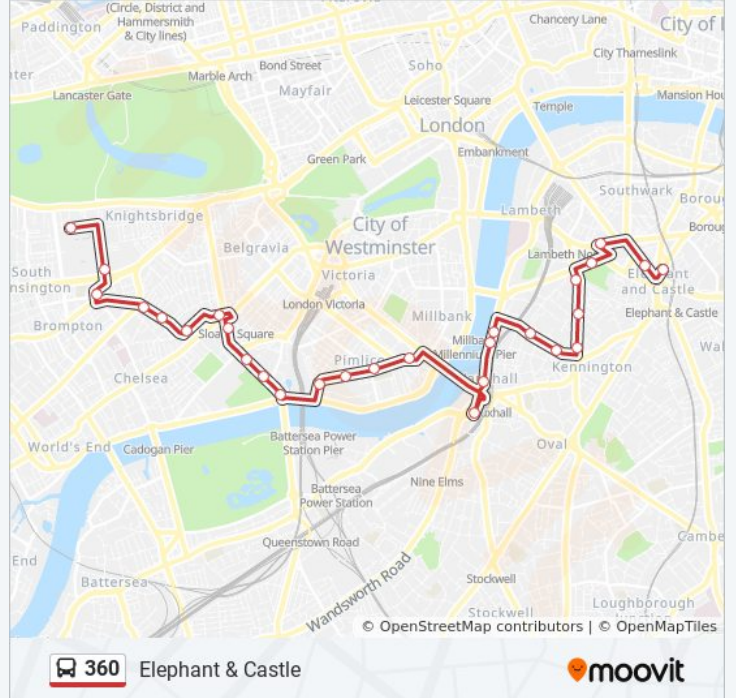 (Circle, District and
Hammersmith
& City lines)
Paddington
Chancery Lane
City of
City Thameslink
Bond Street
Soho
Marble Arch
Mayfair
Lancaster Gate
Leicester Square
Temple
Mansion Hou
London
Embankment
Green Park
Southwark
Borou
Knightsbridge
Lambeth
City of
Westminster
Borou
Belgravia
Lambeth No
South
nsington
Victoria
Elephant
and Castle
London Victoria
Millbank
Elephant & Castle
Brompton
Sloane Square
Millba
Millennium Pier
Pimlico
Kennington
Chelsea
uxhall
World's End
Cadogan Pier
Battersea Power
Station Pier
Oval
Battersea
Power Station
Nine Elms
Queenstown Road
Cambe
End
Battersea
Wandsworth Road
Stockwell
Loughborough
Stockwell
© OpenStreetMap contributors | © OpenMapTiles
360 Elephant & Castle
moovit